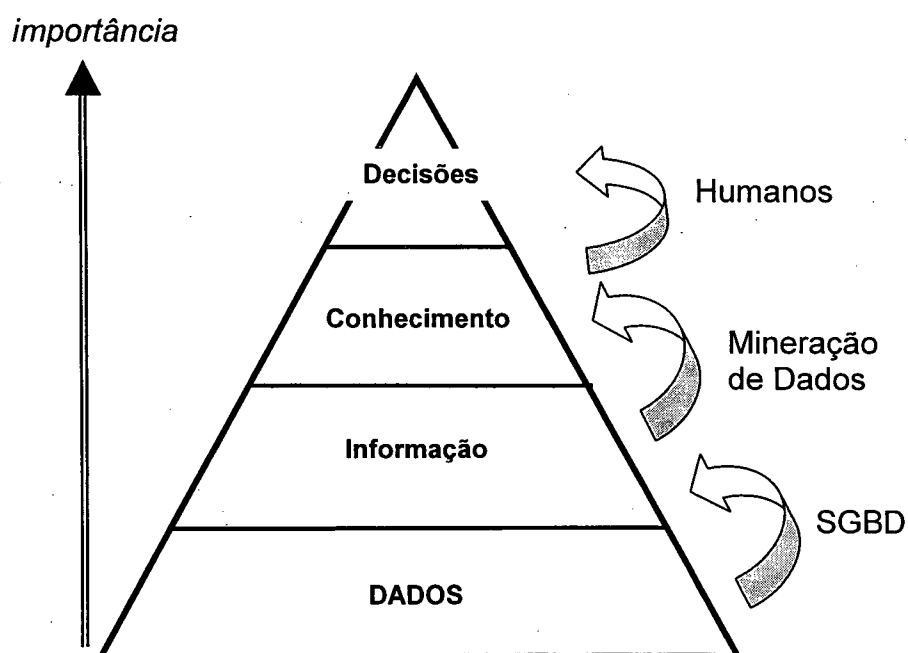 importância
Decisões
Humanos
Conhecimento
Mineração
de Dados
Informação
SGBD
DADOS